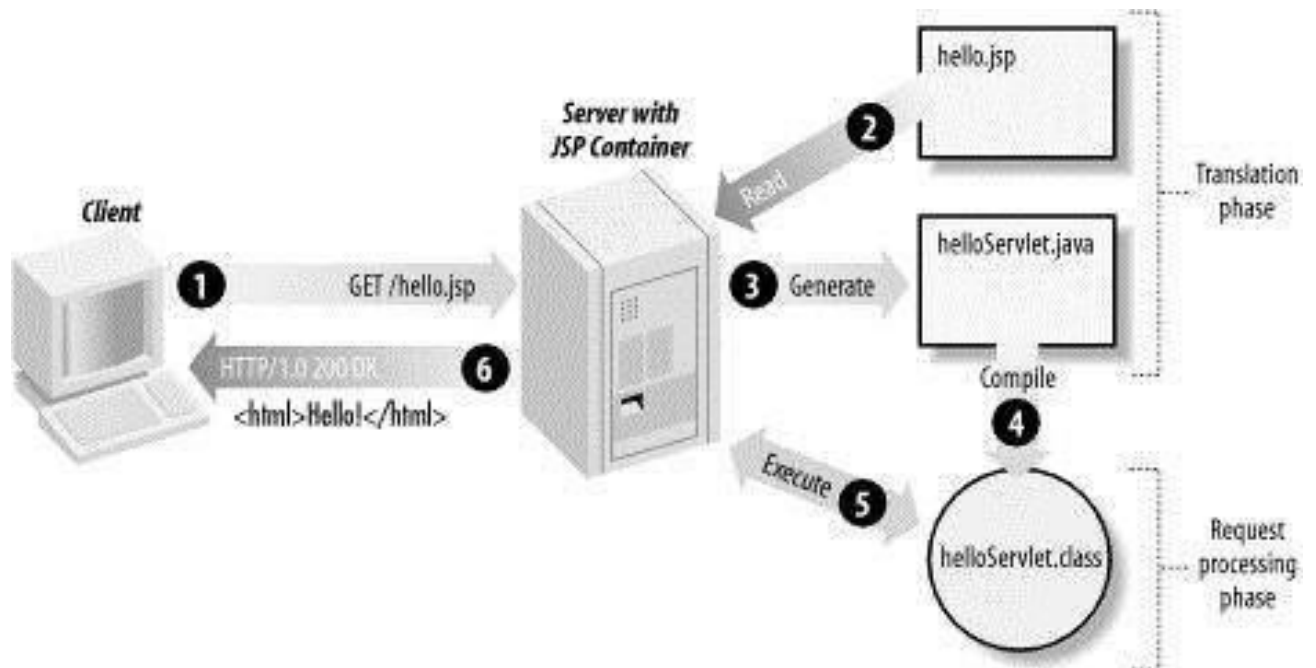 hello.jsp
Server with
JSP Container
2
Read
Translation
phase
Client
helloServlet.java
1
GET /hello.jsp
3
Generate
HTTP/1.0 200 OK
6
Compile
<html>Hello!</html>
4
Execute
5
helloServlet.class
Request
processing
phase